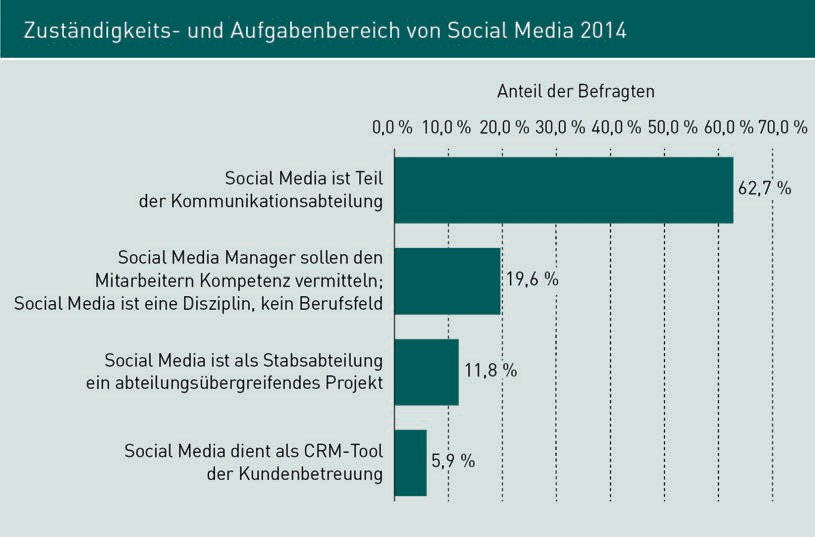 Zuständigkeits- und Aufgabenbereich von Social Media 2014
Anteil der Befragten
0,0 % 10,0 % 20,0 % 30,0 % 40,0 % 50,0 % 60,0 % 70,0 %
Social Media ist Teil
der Kommunikationsabteilung
62,7 %
Social Media Manager sollen den
Mitarbeitern Kompetenz vermitteln;
Social Media ist eine Disziplin, kein Berufsfeld
19,6 %
Social Media ist als Stabsabteilung
ein abteilungsübergreifendes Projekt
11,8 %
Social Media dient als CRM-Tool
der Kundenbetreuung
5,9 %